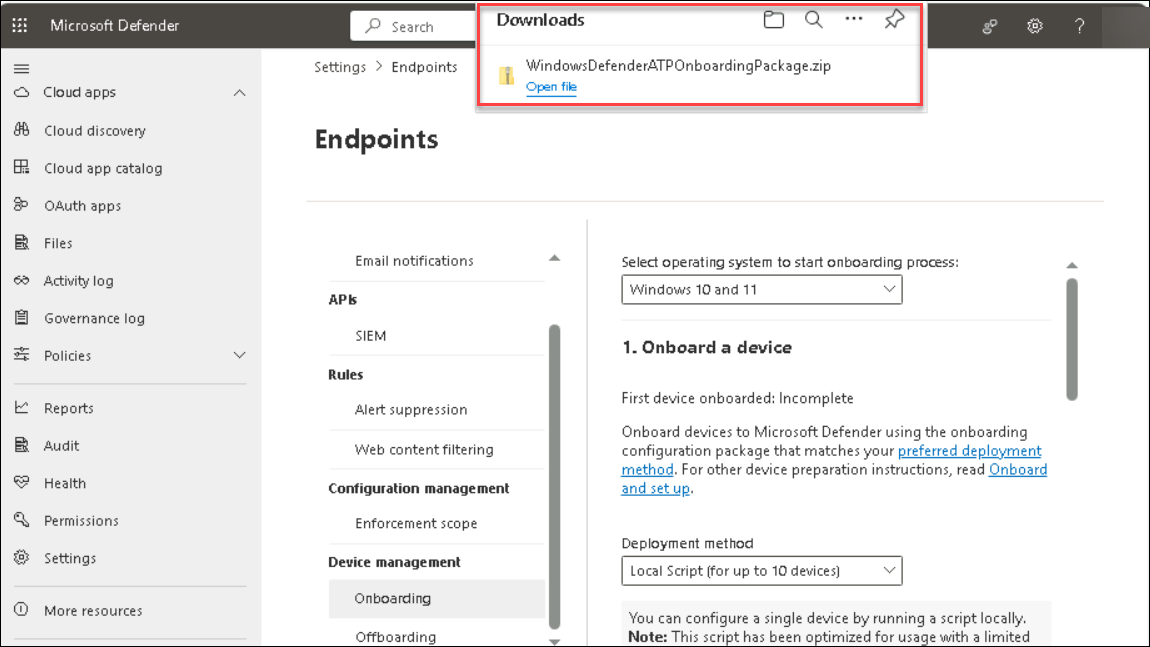 Microsoft Defender
Search
Downloads
WindowsDefenderATPOnboardingPackage.zip
Open file
Settings > Endpoints
Endpoints
Cloud apps
Cloud discovery
Cloud app catalog
OAuth apps
Files
Activity log
Governance log
Policies
Reports
Audit
Health
Permissions
Settings
More resources
Email notifications
APIs
SIEM
Rules
Alert suppression
Web content filtering
Configuration management
Enforcement scope
Device management
Onboarding
Offboarding
Select operating system to start onboarding process:
Windows 10 and 11
1. Onboard a device
First device onboarded: Incomplete
Onboard devices to Microsoft Defender using the onboarding
configuration package that matches your preferred deployment
method. For other device preparation instructions, read Onboard
and set up.
Deployment method
Local Script (for up to 10 devices)
You can configure a single device by running a script locally.
Note: This script has been optimized for usage with a limited